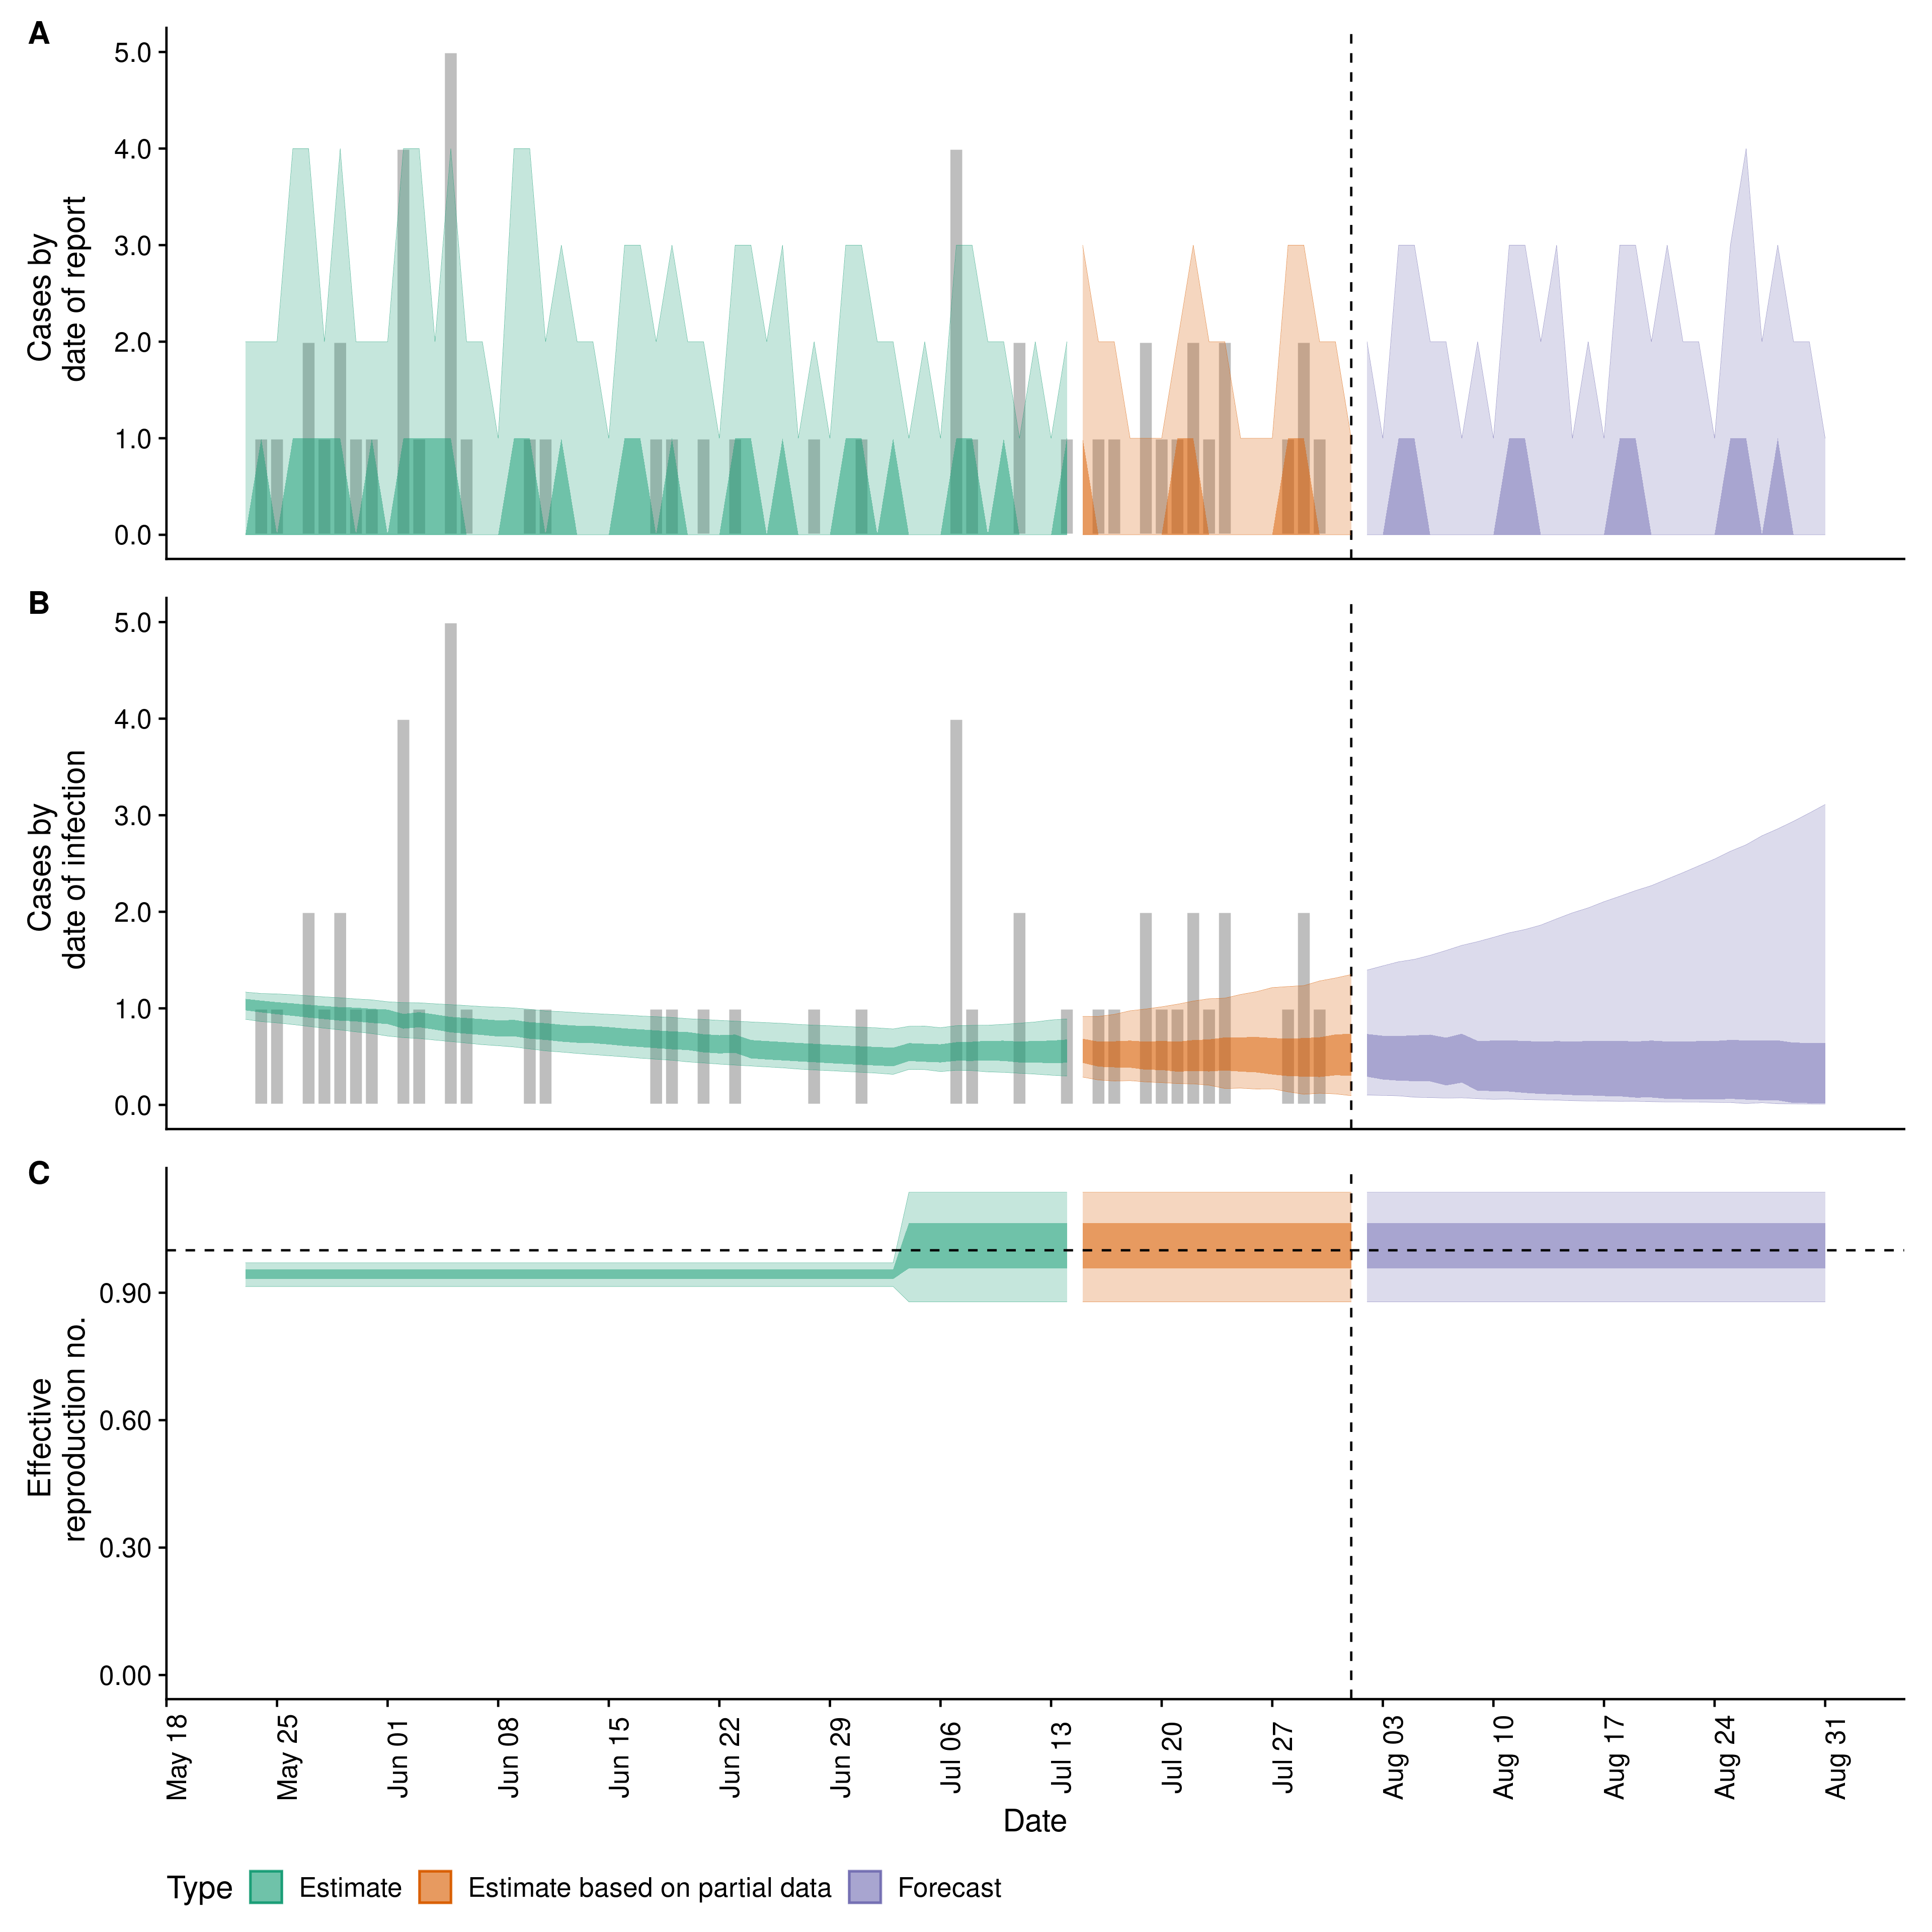 A
Cases by
date of report
5.0
4.0
3.0
2.0
1.0
0.0
B
Cases by
date of infection
5.0
4.0
3.0
2.0
1.0
0.0
C
Effective
reproduction no.
0.90
0.60
0.30
0.00
May 18
May 25
Jun 01
Jun 08
Jun 15
Jun 22
Jun 29
Jul 06
Jul 13
Jul 20
Jul 27
Aug 03
Aug 10
Aug 17
Aug 24
Aug 31
Date
Type Estimate Estimate based on partial data Forecast